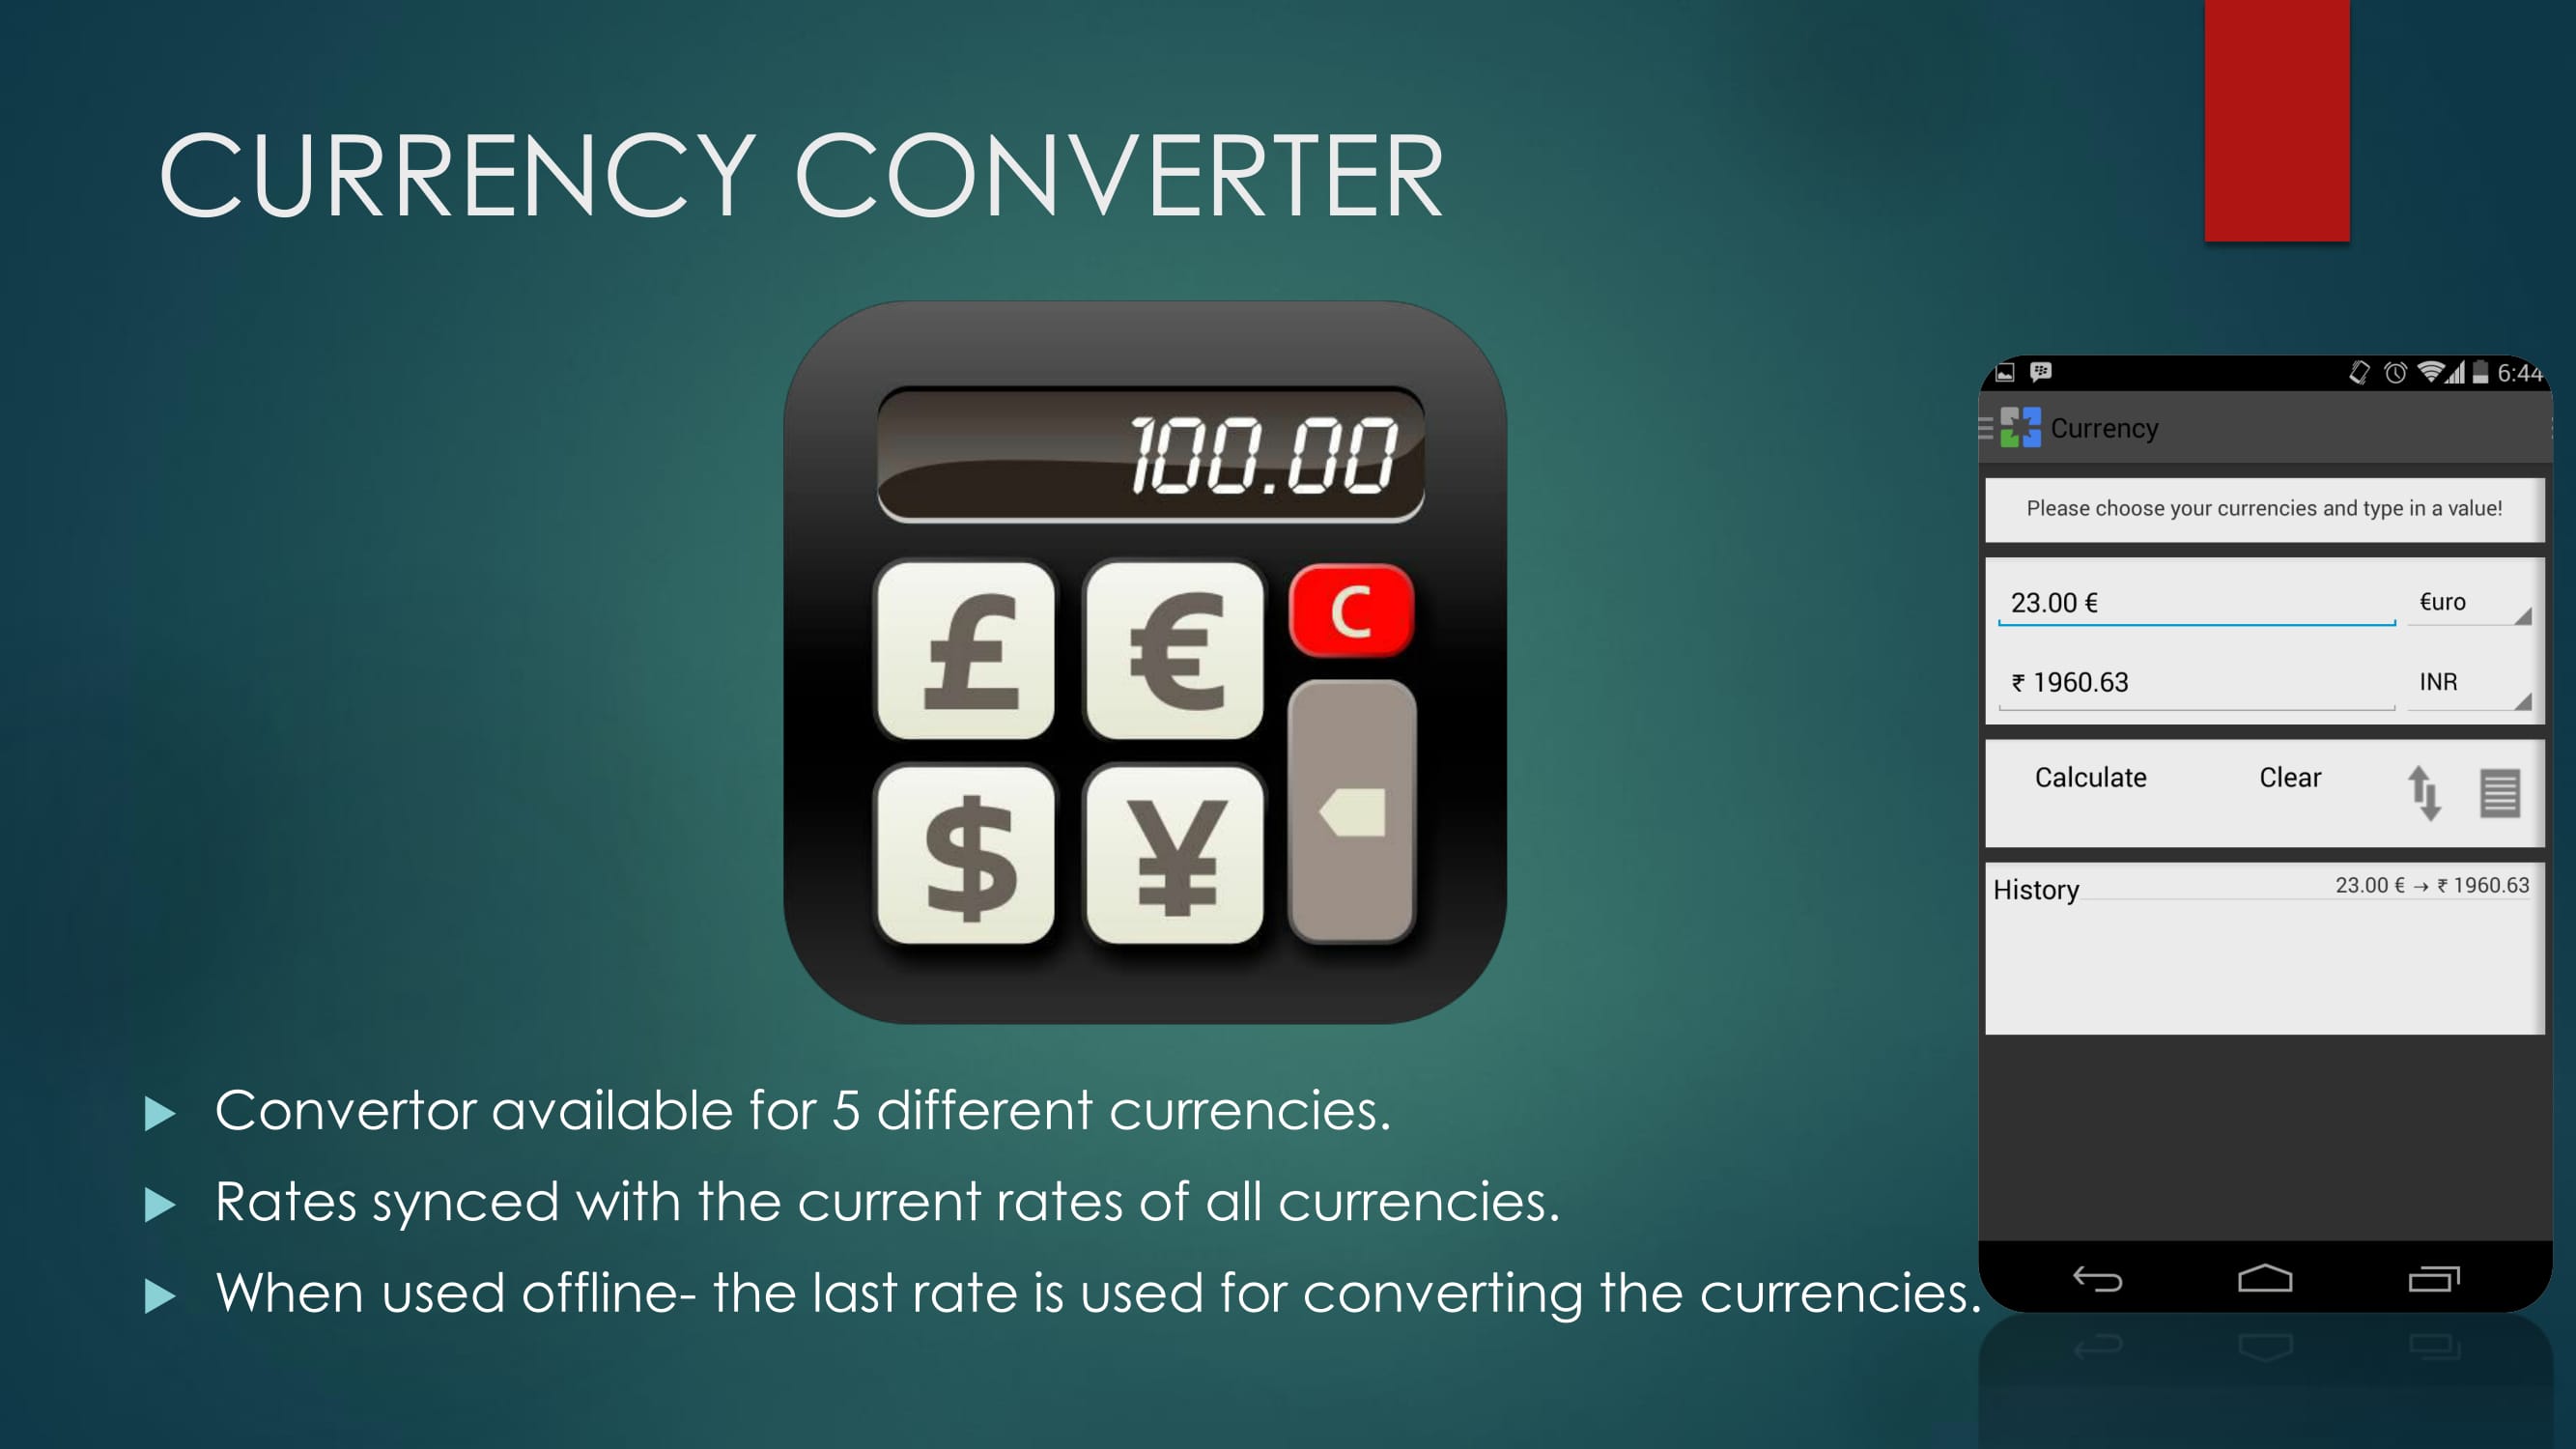 CURRENCY CONVERTER
100.00
£ € C
$ ¥
6:44
Currency
Please choose your currencies and type in a value!
23.00 € €uro
₹ 1960.63 INR
Calculate Clear
History 23.00 € → ₹ 1960.63
Convertor available for 5 different currencies.
Rates synced with the current rates of all currencies.
When used offline- the last rate is used for converting the currencies.